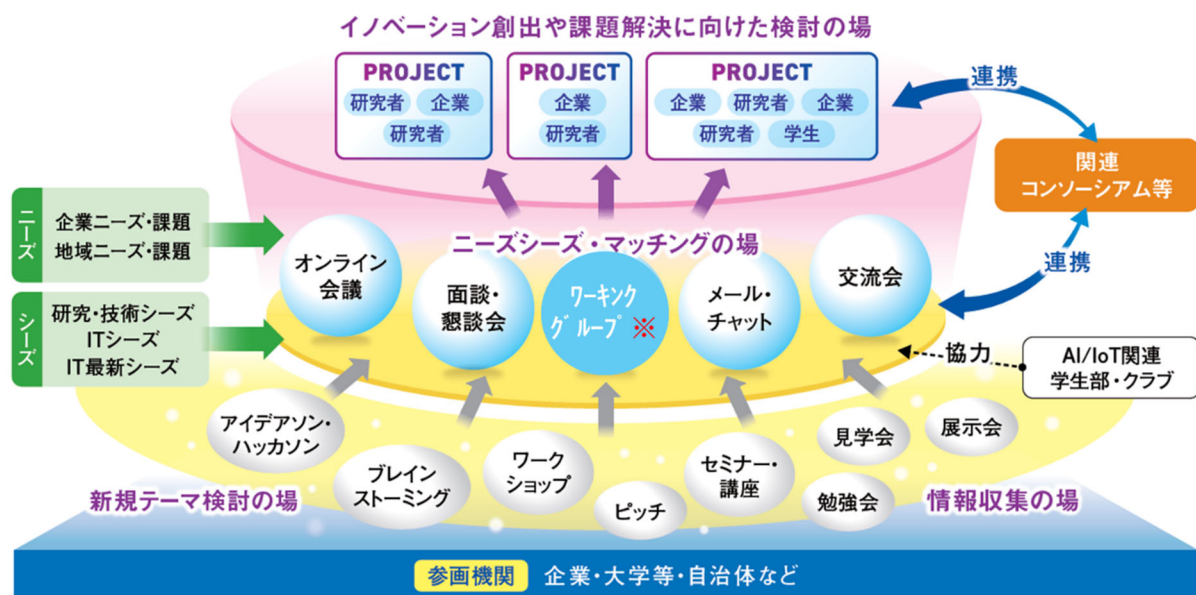 イノベーション創出や課題解決に向けた検討の場
PROJECT
研究者 企業
研究者
PROJECT
企業
研究者
PROJECT
企業 研究者 企業
研究者 学生
連携
関連
コンソーシアム等
連携
ニーズ
企業ニーズ・課題
地域ニーズ・課題
シーズ
研究・技術シーズ
ITシーズ
IT最新シーズ
ニーズシーズ・マッチングの場
オンライン
会議
面談・
懇談会
ワーキング
グループ ※
メール・
チャット
交流会
協力
AI/IoT関連
学生部・クラブ
アイデアソン・
ハッカソン
ブレイン
ストーミング
ワーク
ショップ
ピッチ
セミナー・
講座
見学会
勉強会
展示会
新規テーマ検討の場
情報収集の場
参画機関 企業・大学等・自治体など